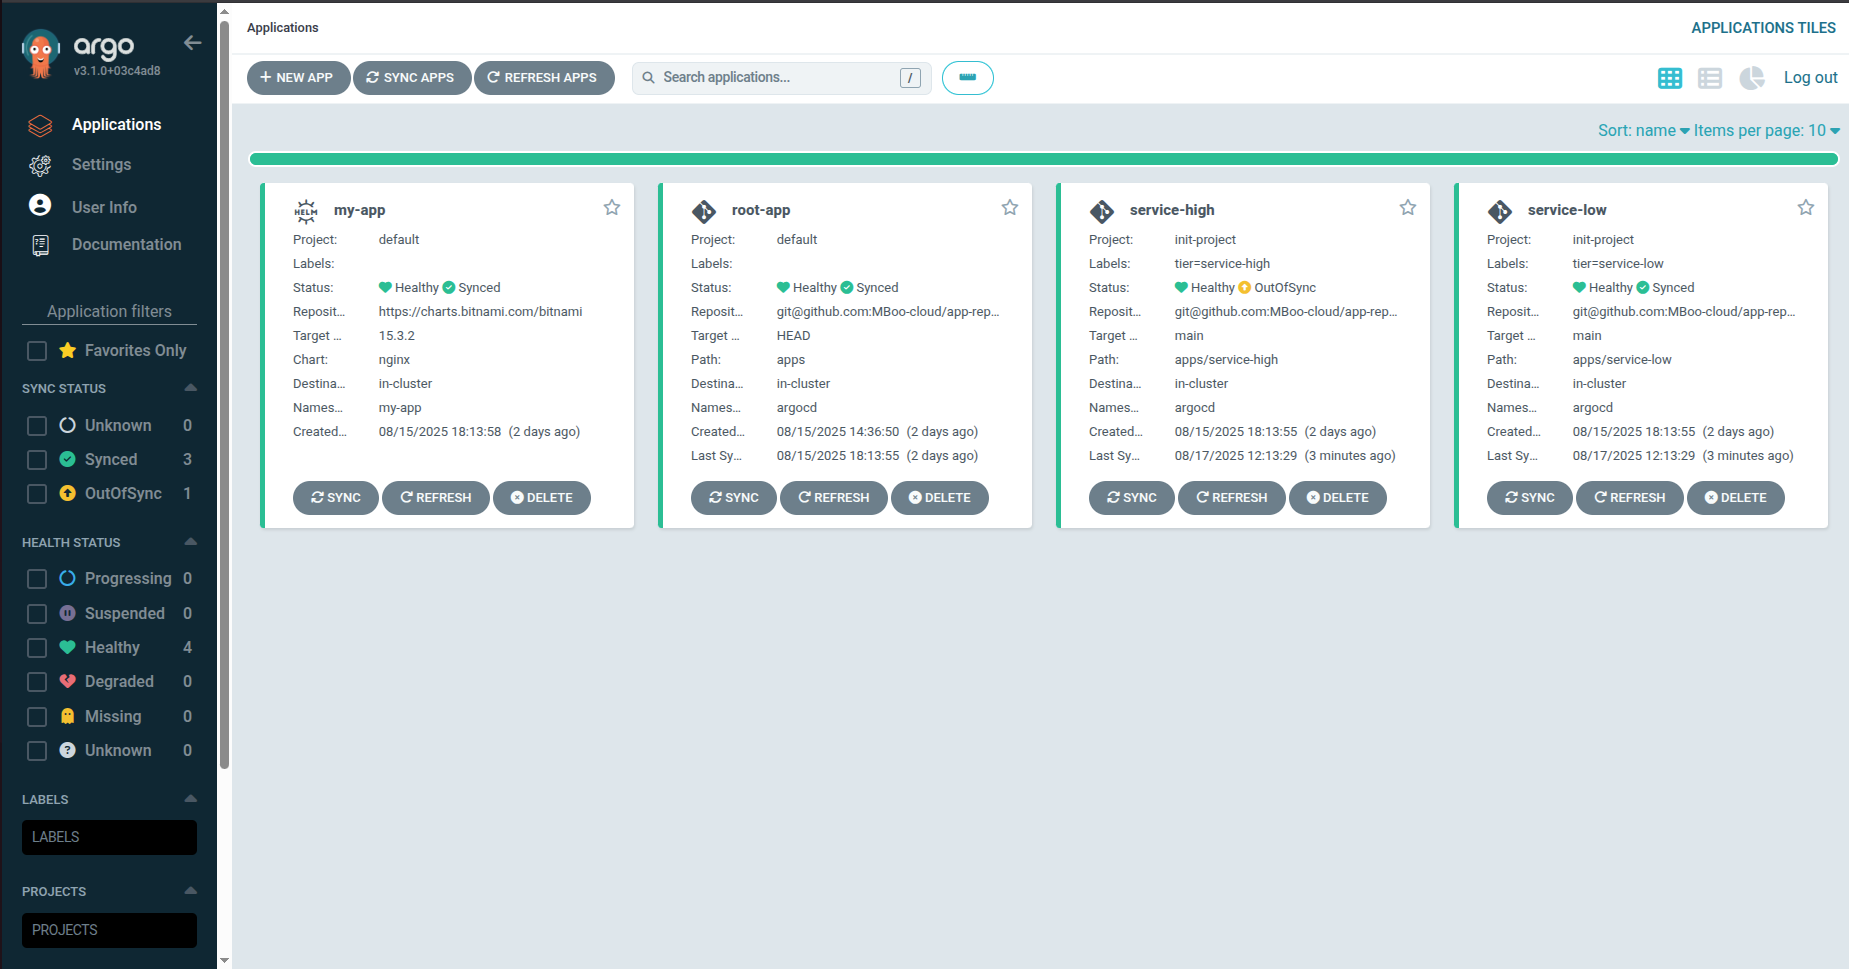 argo
v3.1.0+03c4ad8
Applications
Settings
User Info
Documentation
Application filters
Favorites Only
SYNC STATUS
Unknown 0
Synced 3
OutOfSync 1
HEALTH STATUS
Progressing 0
Suspended 0
Healthy 4
Degraded 0
Missing 0
Unknown 0
LABELS
LABELS
PROJECTS
PROJECTS
Applications
APPLICATIONS TILES
NEW APP SYNC APPS REFRESH APPS Search applications... / Log out
Sort: name Items per page: 10
HELM my-app
Project: default
Labels:
Status: Healthy Synced
Reposit... https://charts.bitnami.com/bitnami
Target ... 15.3.2
Chart: nginx
Destina... in-cluster
Names... my-app
Created... 08/15/2025 18:13:58 (2 days ago)
SYNC REFRESH DELETE
root-app
Project: default
Labels:
Status: Healthy Synced
Reposit... git@github.com:MBoo-cloud/app-rep...
Target ... HEAD
Path: apps
Destina... in-cluster
Names... argocd
Created... 08/15/2025 14:36:50 (2 days ago)
Last Sy... 08/15/2025 18:13:55 (2 days ago)
SYNC REFRESH DELETE
service-high
Project: init-project
Labels: tier=service-high
Status: Healthy OutOfSync
Reposit... git@github.com:MBoo-cloud/app-rep...
Target ... main
Path: apps/service-high
Destina... in-cluster
Names... argocd
Created... 08/15/2025 18:13:55 (2 days ago)
Last Sy... 08/17/2025 12:13:29 (3 minutes ago)
SYNC REFRESH DELETE
service-low
Project: init-project
Labels: tier=service-low
Status: Healthy Synced
Reposit... git@github.com:MBoo-cloud/app-rep...
Target ... main
Path: apps/service-low
Destina... in-cluster
Names... argocd
Created... 08/15/2025 18:13:55 (2 days ago)
Last Sy... 08/17/2025 12:13:29 (3 minutes ago)
SYNC REFRESH DELETE